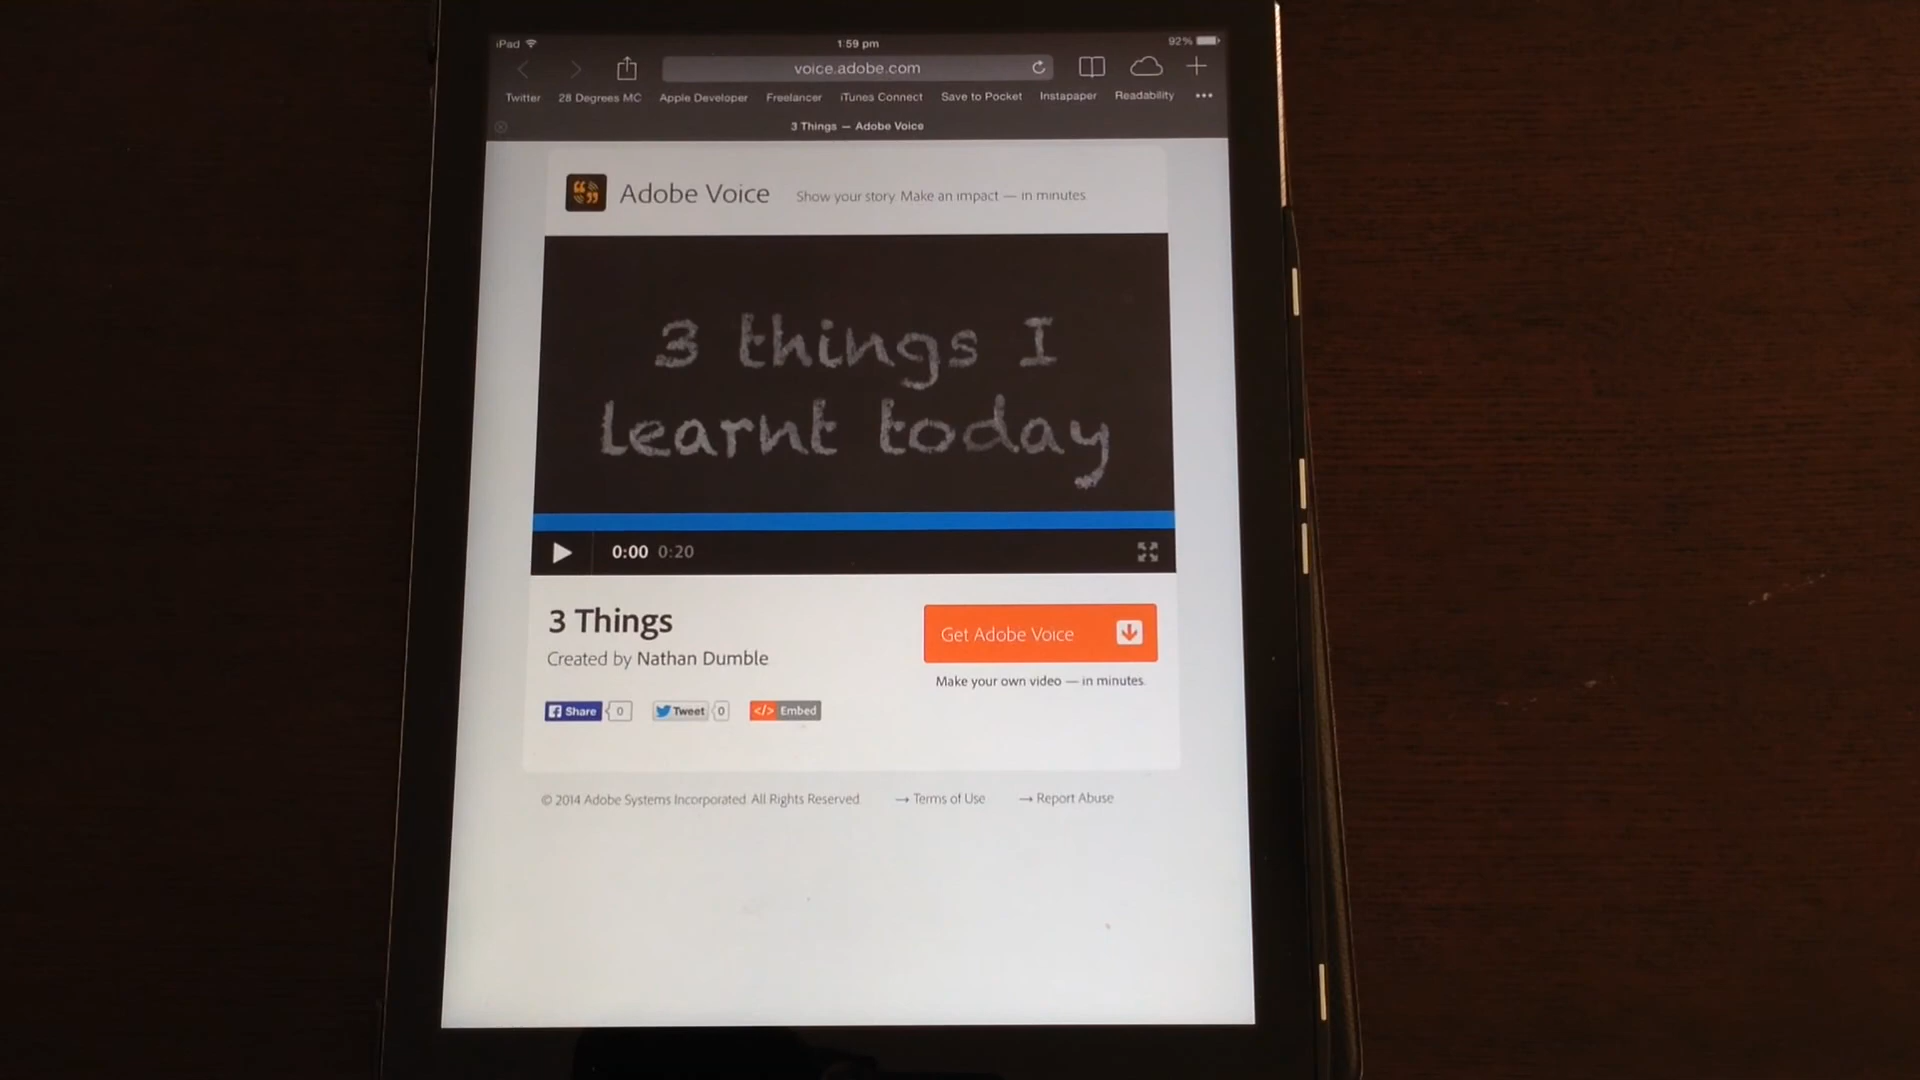 iPad
1:59 pm
92%
voice.adobe.com
Twitter 28 Degrees MC Apple Developer Freelancer iTunes Connect Save to Pocket Instapaper Readability •••
3 Things — Adobe Voice
Adobe Voice Show your story. Make an impact — in minutes.
3 things I
learnt today
0:00 0:20
3 Things
Created by Nathan Dumble
Get Adobe Voice
Make your own video — in minutes.
Share 0 Tweet 0 </> Embed
© 2014 Adobe Systems Incorporated. All Rights Reserved. → Terms of Use → Report Abuse